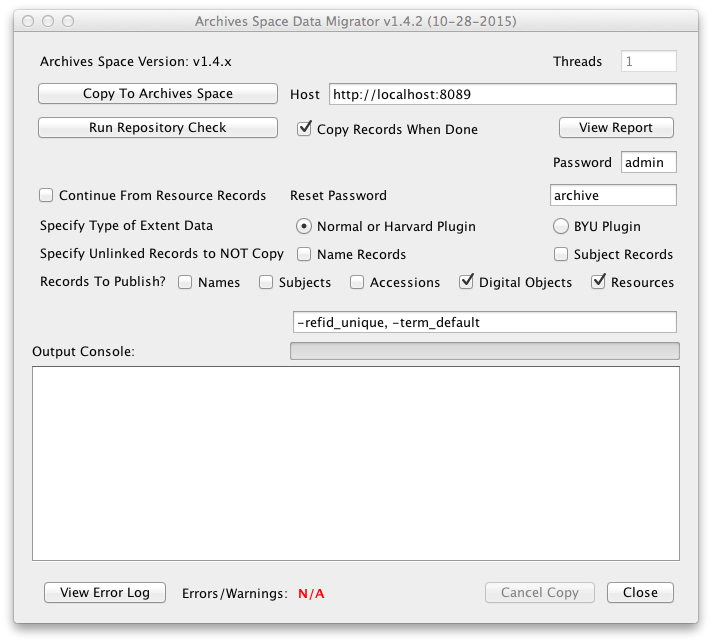 Archives Space Data Migrator v1.4.2 (10-28-2015)
Archives Space Version: v1.4.x Threads 1
Copy To Archives Space Host http://localhost:8089
Run Repository Check Copy Records When Done View Report
Password admin
Continue From Resource Records Reset Password archive
Specify Type of Extent Data Normal or Harvard Plugin BYU Plugin
Specify Unlinked Records to NOT Copy Name Records Subject Records
Records To Publish? Names Subjects Accessions Digital Objects Resources
-refid_unique, -term_default
Output Console:
View Error Log Errors/Warnings: N/A Cancel Copy Close